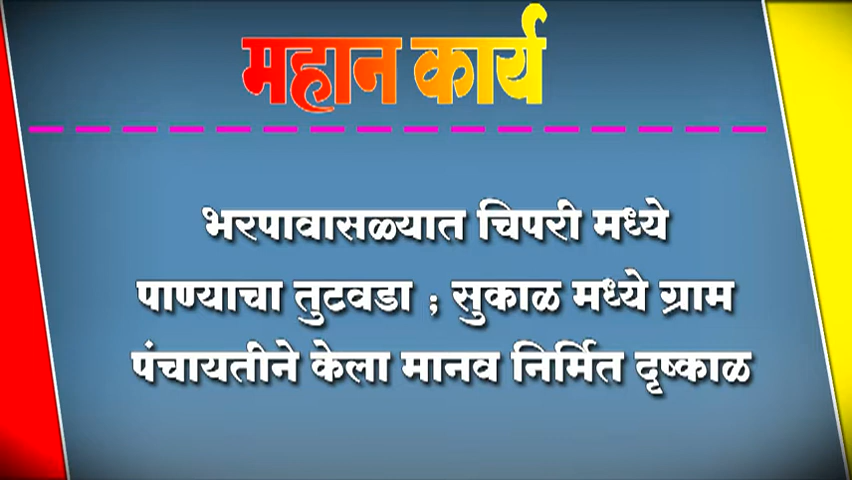 महान कार्य
भरपावासळ्यात चिपरी मध्ये
पाण्याचा तुटवडा ; सुकाळ मध्ये ग्राम
पंचायतीने केला मानव निर्मित दृष्काळ